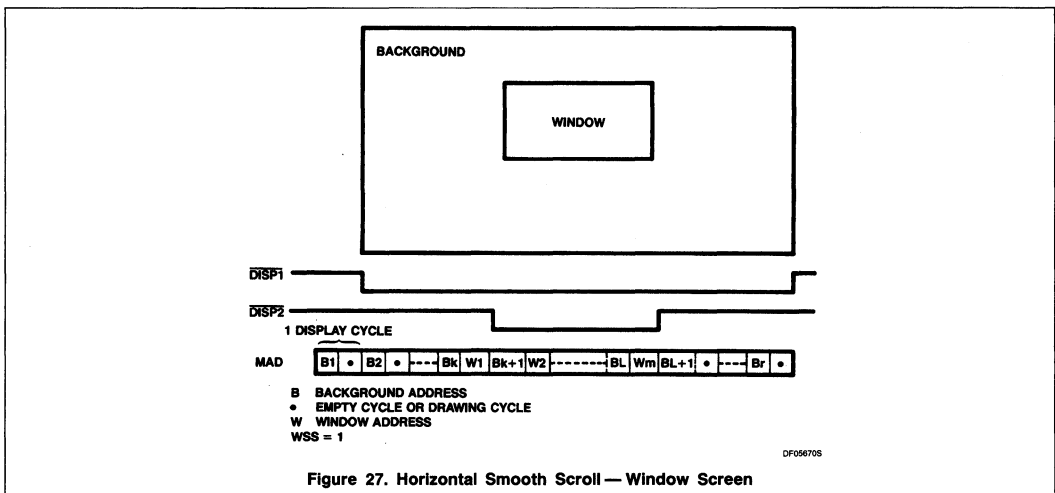 BACKGROUND
WINDOW
DISP1
DISP2
1 DISPLAY CYCLE
MAD B1 • B2 • ---- Bk W1 Bk+1 W2 --------- BL Wm BL+1 • ---- Br •
B BACKGROUND ADDRESS
• EMPTY CYCLE OR DRAWING CYCLE
W WINDOW ADDRESS
WSS = 1
DF05670S
Figure 27. Horizontal Smooth Scroll — Window Screen